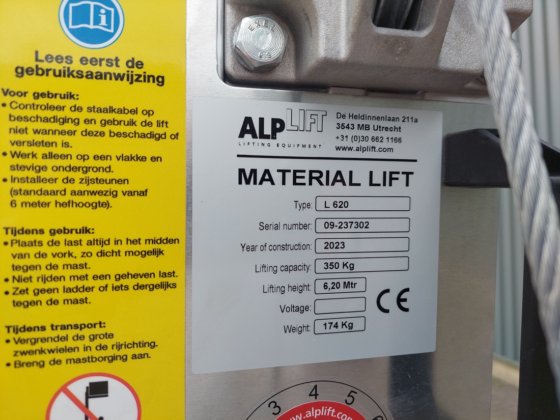 Lees eerst de
gebruiksaanwijzing
Voor gebruik:
• Controleer de staalkabel op
beschadiging en gebruik de lift
niet wanneer deze beschadigd of
versleten is.
• Werk alleen op een vlakke en
stevige ondergrond.
• Installeer de zijsteunen
(standaard aanwezig vanaf
6 meter hefhoogte).
Tijdens gebruik:
• Plaats de last altijd in het midden
van de vork, zo dicht mogelijk
tegen de mast.
• Niet rijden met een geheven last.
• Zet geen ladder of iets dergelijks
tegen de mast.
Tijdens transport:
• Vergrendel de grote
zwenkwielen in de rijrichting.
• Breng de mastborging aan.
ALP LIFT
LIFTING EQUIPMENT
De Heldinnenlaan 211a
3543 MB Utrecht
+31 (0)30 662 1166
www.alplift.com
MATERIAL LIFT
Type: L 620
Serial number: 09-237302
Year of construction: 2023
Lifting capacity: 350 Kg
Lifting height: 6,20 Mtr
Voltage:
Weight: 174 Kg
CE
3 4 5 6
www.alplift.com